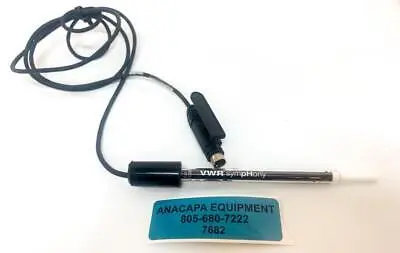 VWR sympHony
ANACAPA EQUIPMENT
805-680-7222
7682